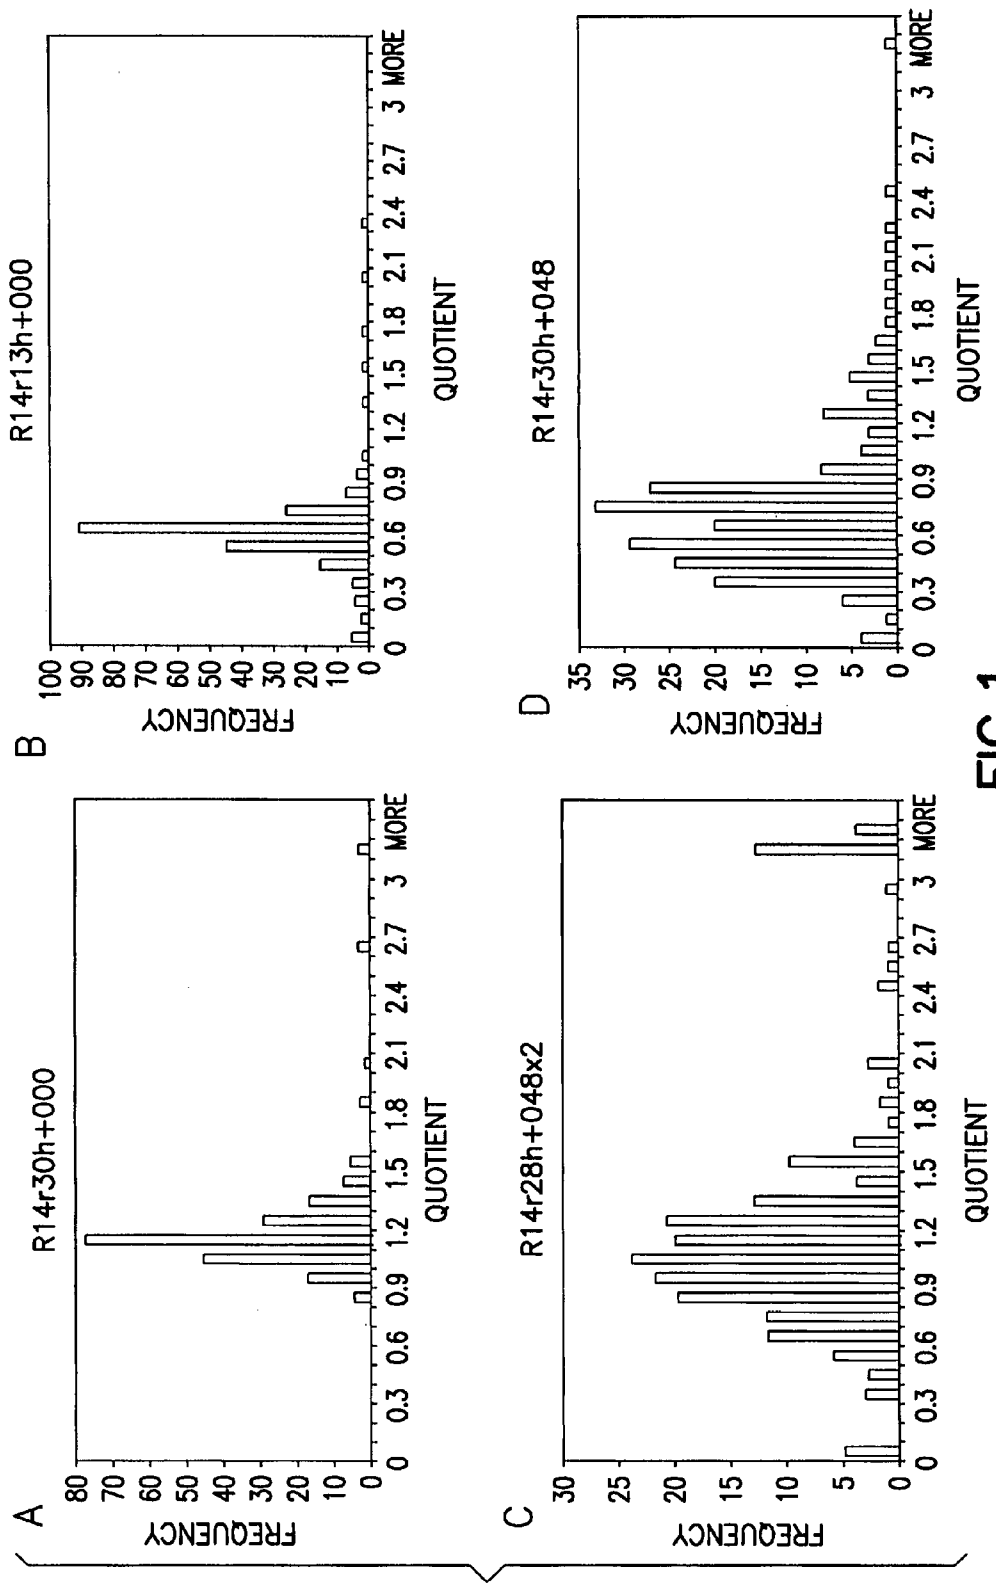 A
R14r30h+000
FREQUENCY
80
70
60
50
40
30
20
10
0
0 0.3 0.6 0.9 1.2 1.5 1.8 2.1 2.4 2.7 3 MORE
QUOTIENT
B
R14r13h+000
FREQUENCY
100
90
80
70
60
50
40
30
20
10
0
0 0.3 0.6 0.9 1.2 1.5 1.8 2.1 2.4 2.7 3 MORE
QUOTIENT
C
R14r28h+048x2
FREQUENCY
30
25
20
15
10
5
0
0 0.3 0.6 0.9 1.2 1.5 1.8 2.1 2.4 2.7 3 MORE
QUOTIENT
D
R14r30h+048
FREQUENCY
35
30
25
20
15
10
5
0
0 0.3 0.6 0.9 1.2 1.5 1.8 2.1 2.4 2.7 3 MORE
QUOTIENT
FIG. 1